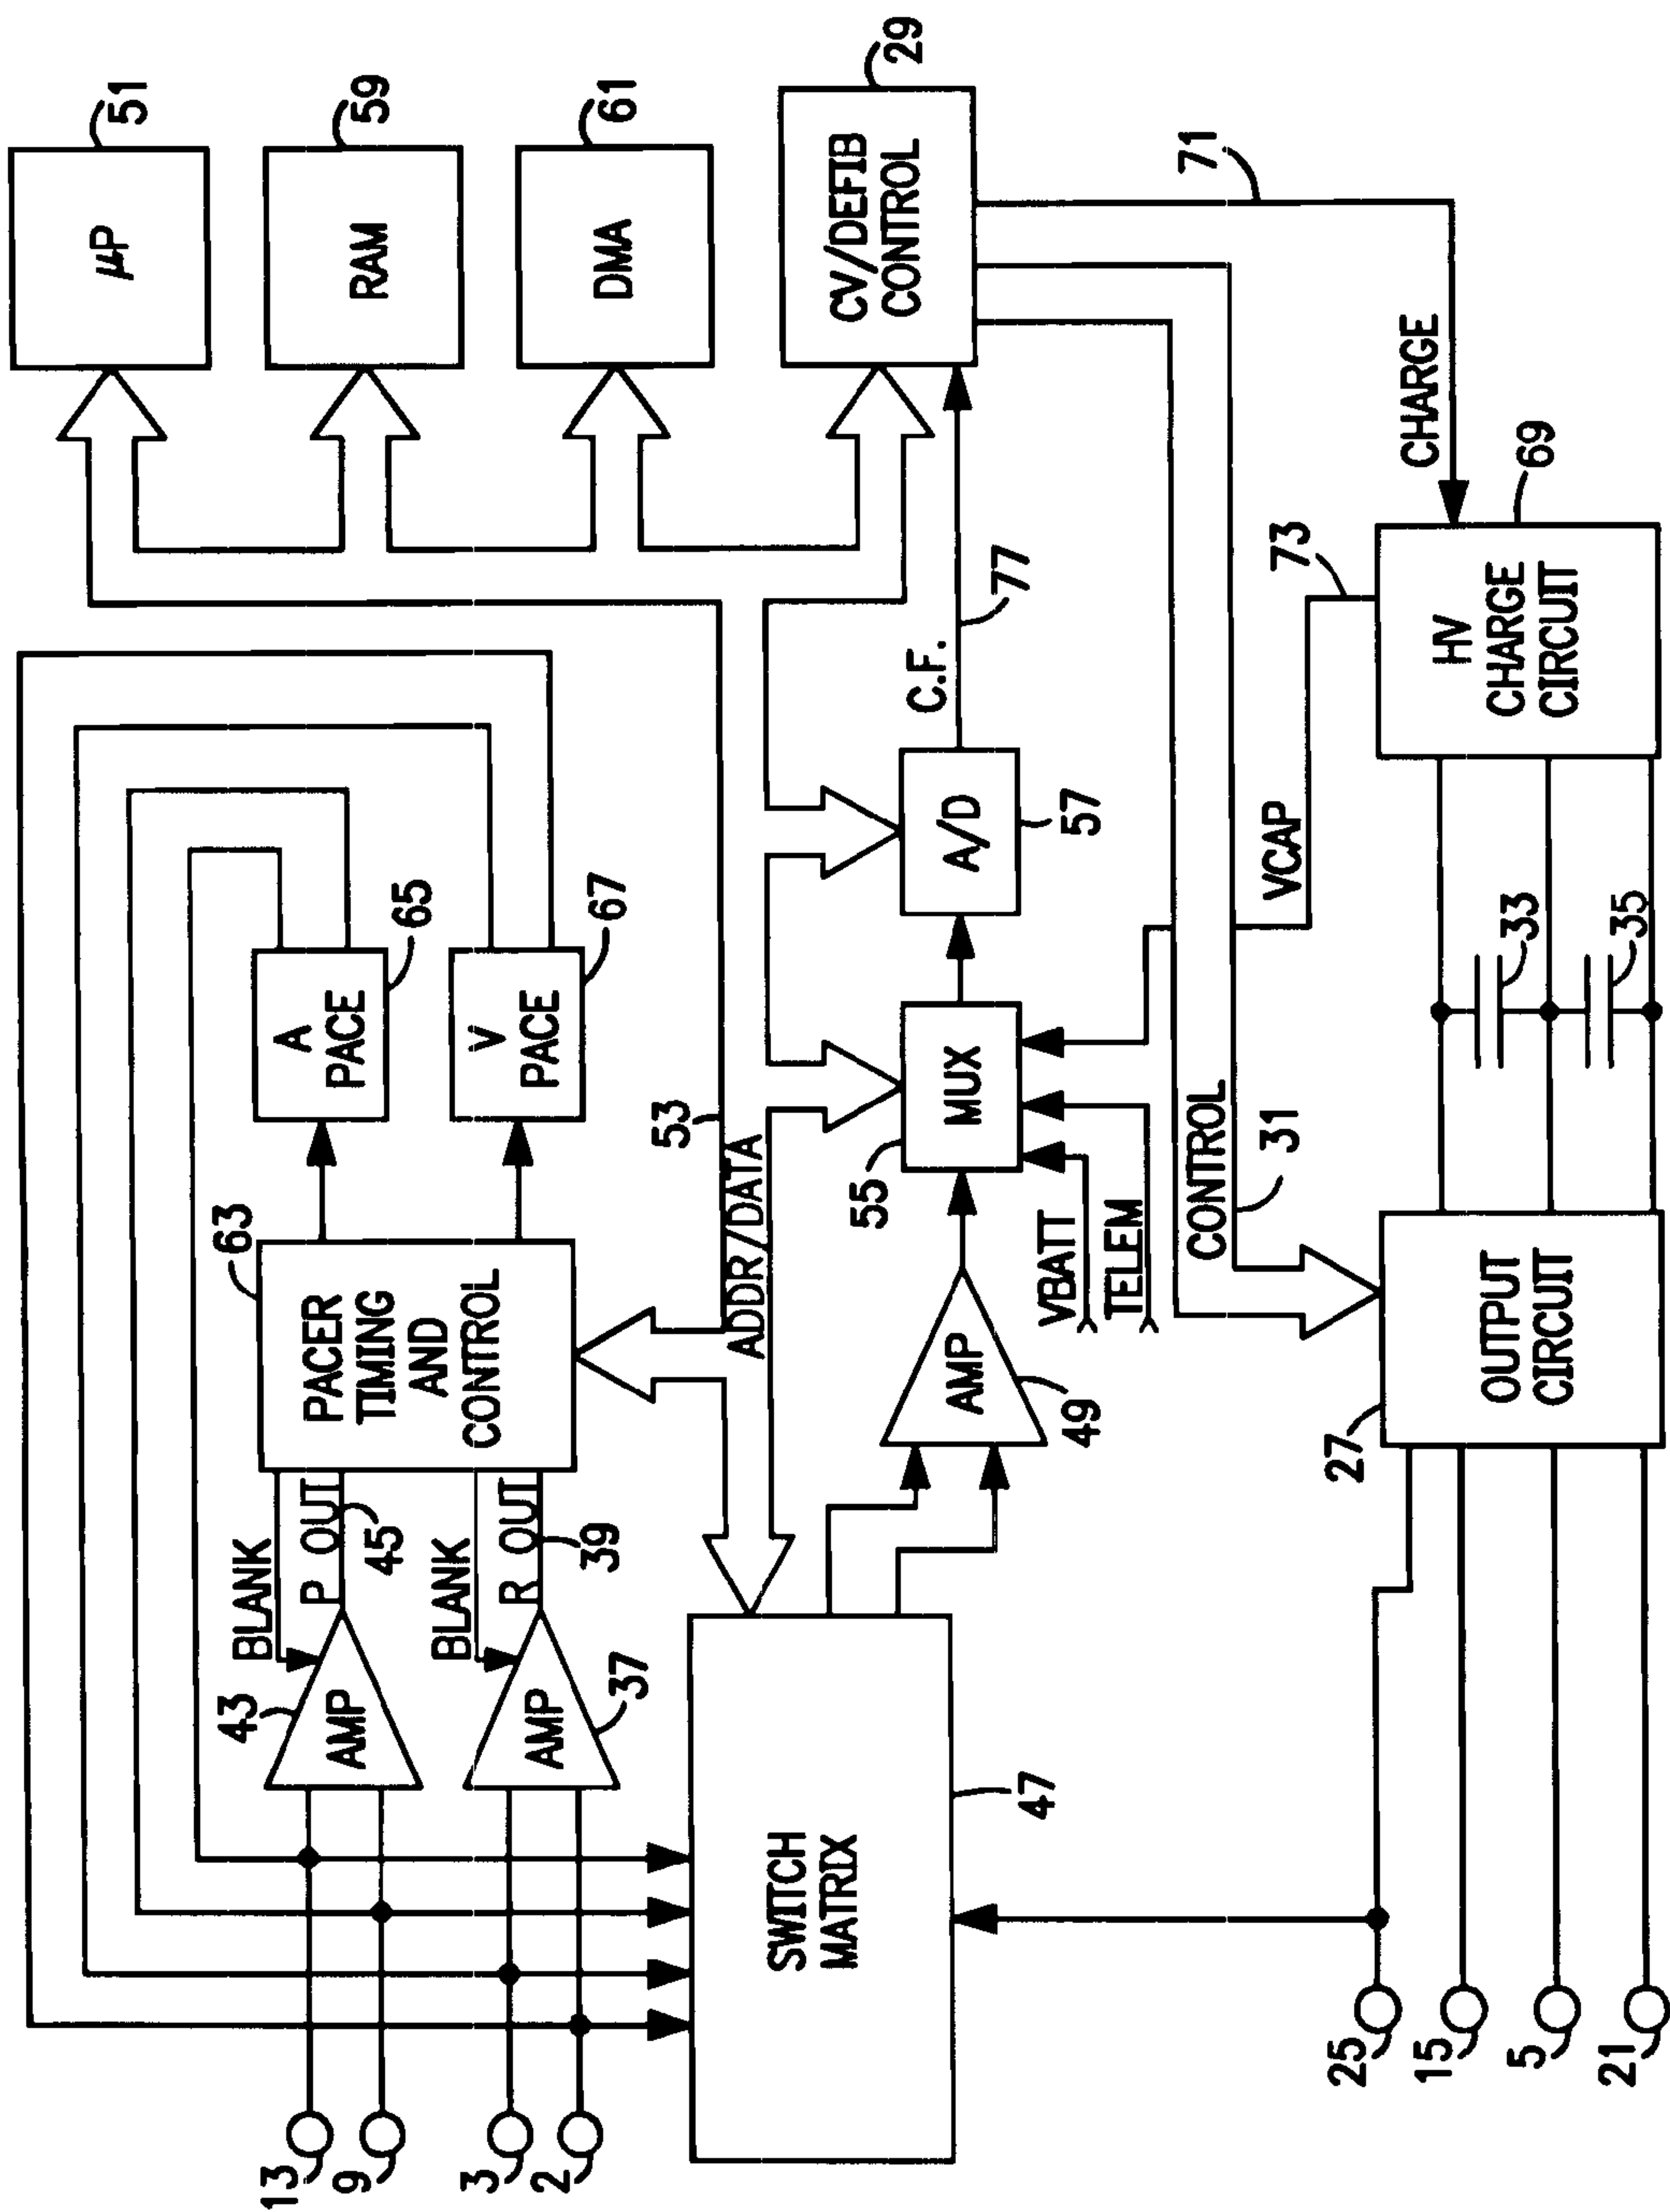 13
9
3
2
43
AMP
BLANK
P OUT
45
37
AMP
BLANK
R OUT
39
63
PACER
TIMING
AND
CONTROL
A
PACE
65
V
PACE
67
53
ADDR/DATA
μP
51
RAM
59
DMA
61
CV/DEFIB
CONTROL
29
SWITCH
MATRIX
47
AMP
49
VBATT
TELEM
55
MUX
A/D
57
C.F.
77
71
CONTROL
31
VCAP
73
CHARGE
25
15
5
21
27
OUTPUT
CIRCUIT
33
35
HV
CHARGE
CIRCUIT
69